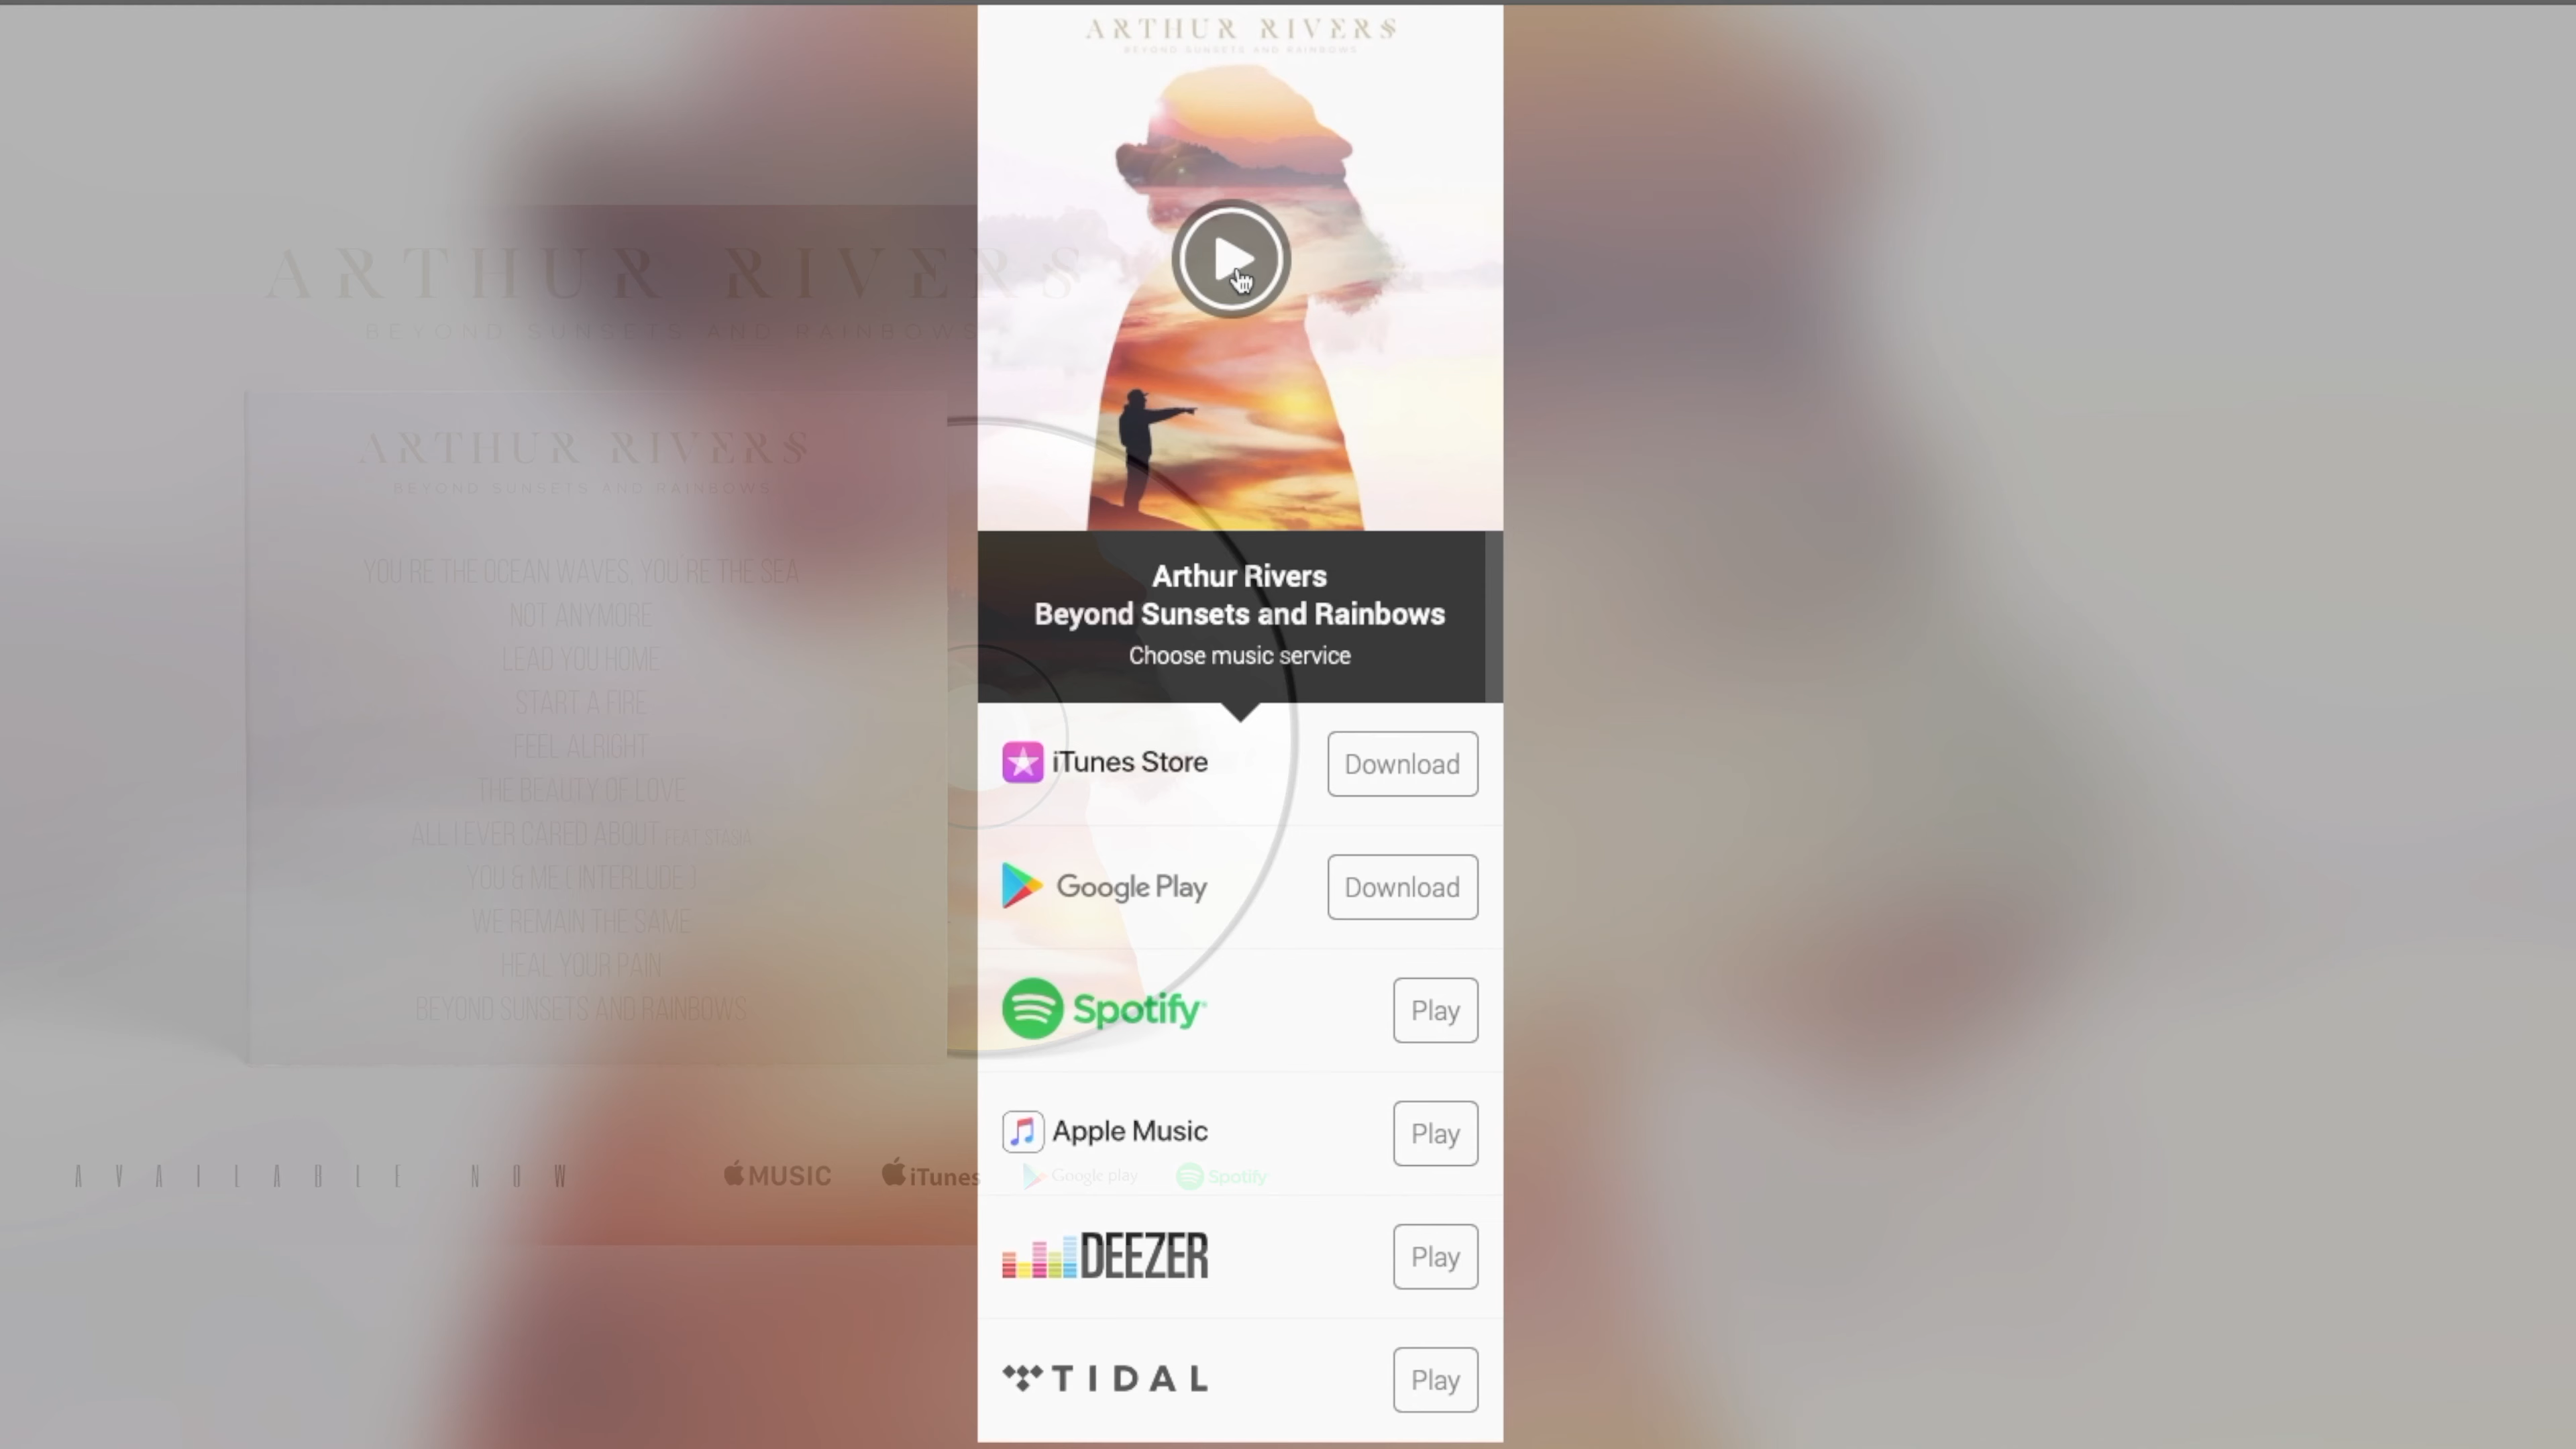 ARTHUR RIVERS
BEYOND SUNSETS AND RAINBOWS
ARTHUR RIVERS
BEYOND SUNSETS AND RAINBOWS
ARTHUR RIVERS
BEYOND SUNSETS AND RAINBOWS
YOU'RE THE OCEAN WAVES, YOU'RE THE SEA
NOT ANYMORE
LEAD YOU HOME
START A FIRE
FEEL ALRIGHT
THE BEAUTY OF LOVE
ALL I EVER CARED ABOUT FEAT. STASIA
YOU & ME ( INTERLUDE )
WE REMAIN THE SAME
HEAL YOUR PAIN
BEYOND SUNSETS AND RAINBOWS
AVAILABLE NOW
MUSIC
iTunes
Google play
Spotify
Arthur Rivers
Beyond Sunsets and Rainbows
Choose music service
iTunes Store Download
Google Play Download
Spotify Play
Apple Music Play
DEEZER Play
TIDAL Play